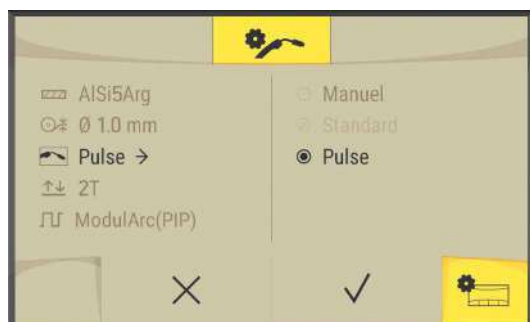 AlSi5Arg
Ø 1.0 mm
Pulse →
2T
ModulArc(PIP)
Manuel
Standard
Pulse